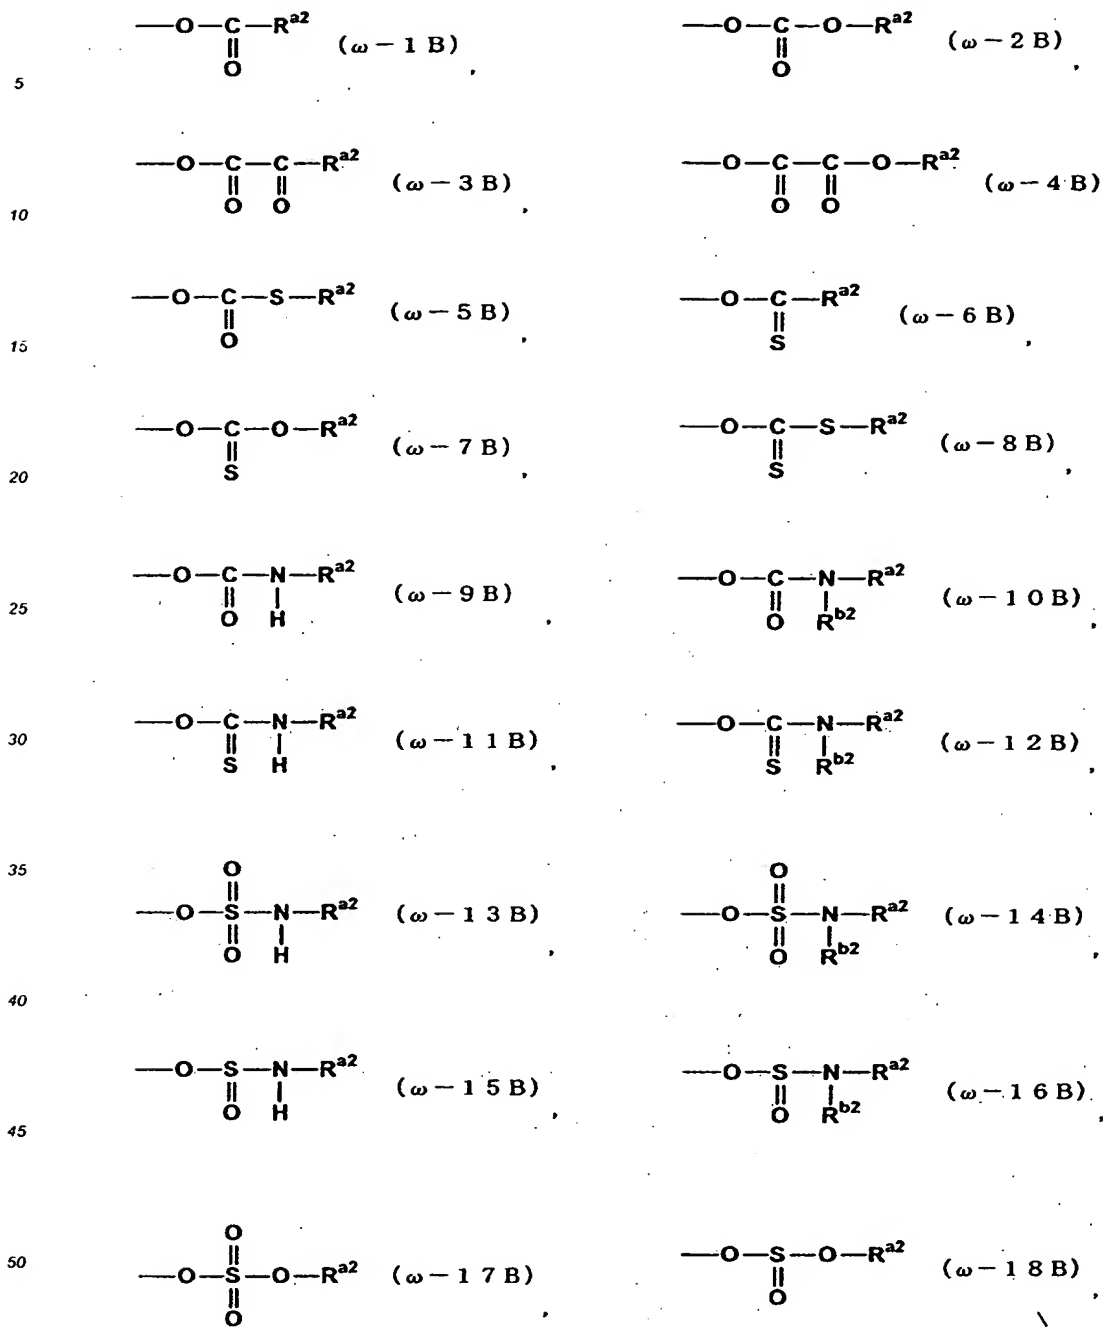 —O—C—R^a2 (ω−1B), —O—C—O—R^a2 (ω−2B),
‖ ‖
O O
5
—O—C—C—R^a2 (ω−3B), —O—C—C—O—R^a2 (ω−4B)
‖ ‖ ‖ ‖
O O O O ,
10
—O—C—S—R^a2 (ω−5B), —O—C—R^a2 (ω−6B),
‖ ‖
O S
15
—O—C—O—R^a2 (ω−7B), —O—C—S—R^a2 (ω−8B),
‖ ‖
S S
20
—O—C—N—R^a2 (ω−9B), —O—C—N—R^a2 (ω−10B),
‖ | ‖ |
O H O R^b2
25
—O—C—N—R^a2 (ω−11B), —O—C—N—R^a2 (ω−12B),
30
‖ | ‖ |
S H S R^b2
35
O O
‖ ‖
—O—S—N—R^a2 (ω−13B), —O—S—N—R^a2 (ω−14B),
‖ | ‖ |
O H O R^b2
40
—O—S—N—R^a2 (ω−15B), —O—S—N—R^a2 (ω−16B),
‖ | ‖ |
O H O R^b2
45
O
‖
50
—O—S—O—R^a2 (ω−17B), —O—S—O—R^a2 (ω−18B),
‖ ‖
O O